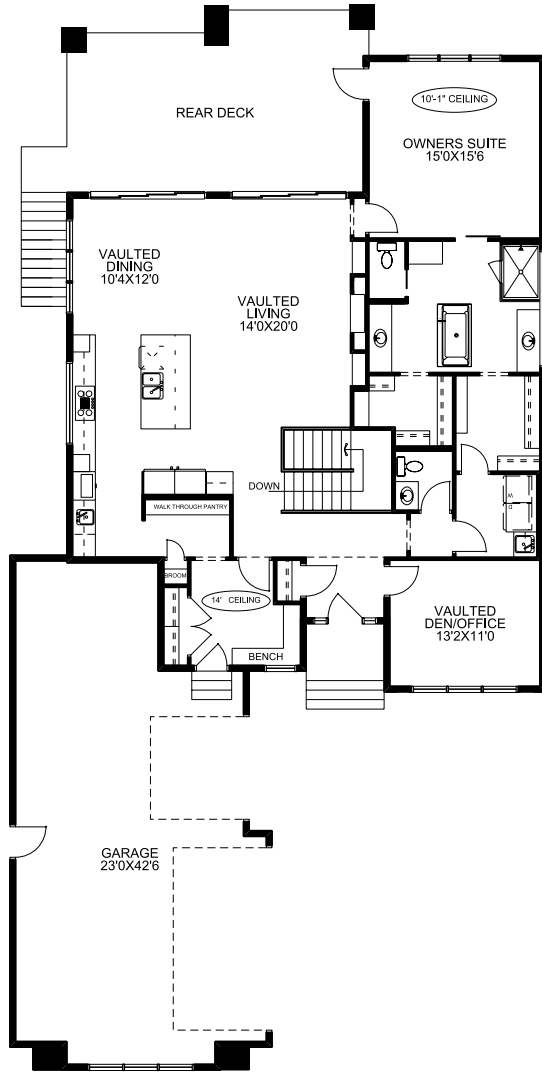 REAR DECK
10'-1" CEILING
OWNERS SUITE
15'0X15'6
VAULTED
DINING
10'4X12'0
VAULTED
LIVING
14'0X20'0
DOWN
WALK THROUGH PANTRY
W
D
BROOM
14' CEILING
BENCH
VAULTED
DEN/OFFICE
13'2X11'0
GARAGE
23'0X42'6